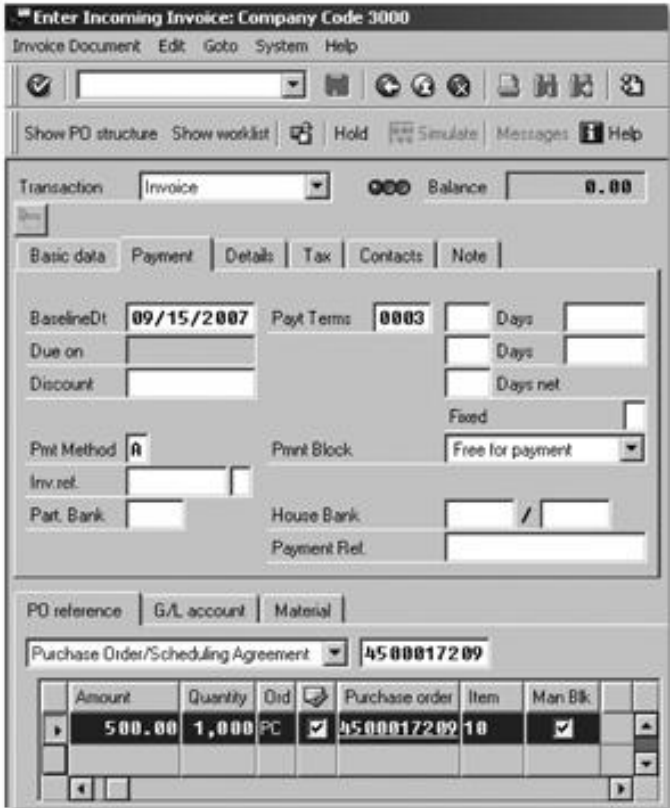 Enter Incoming Invoice: Company Code 3000
Invoice Document Edit Goto System Help
Show PO structure Show worklist Hold Simulate Messages Help
Transaction Invoice Balance 0.00
Basic data Payment Details Tax Contacts Note
BaselineDt 09/15/2007 Payt Terms 0003 Days
Due on Days
Discount Days net
Fixed
Pmt Method A Pmnt Block Free for payment
Inv.ref.
Part. Bank House Bank /
Payment Ref.
PO reference G/L account Material
Purchase Order/Scheduling Agreement 4500017209
Amount Quantity Ord Purchase order Item Man Blk
500.00 1,000 PC 4500017209 10